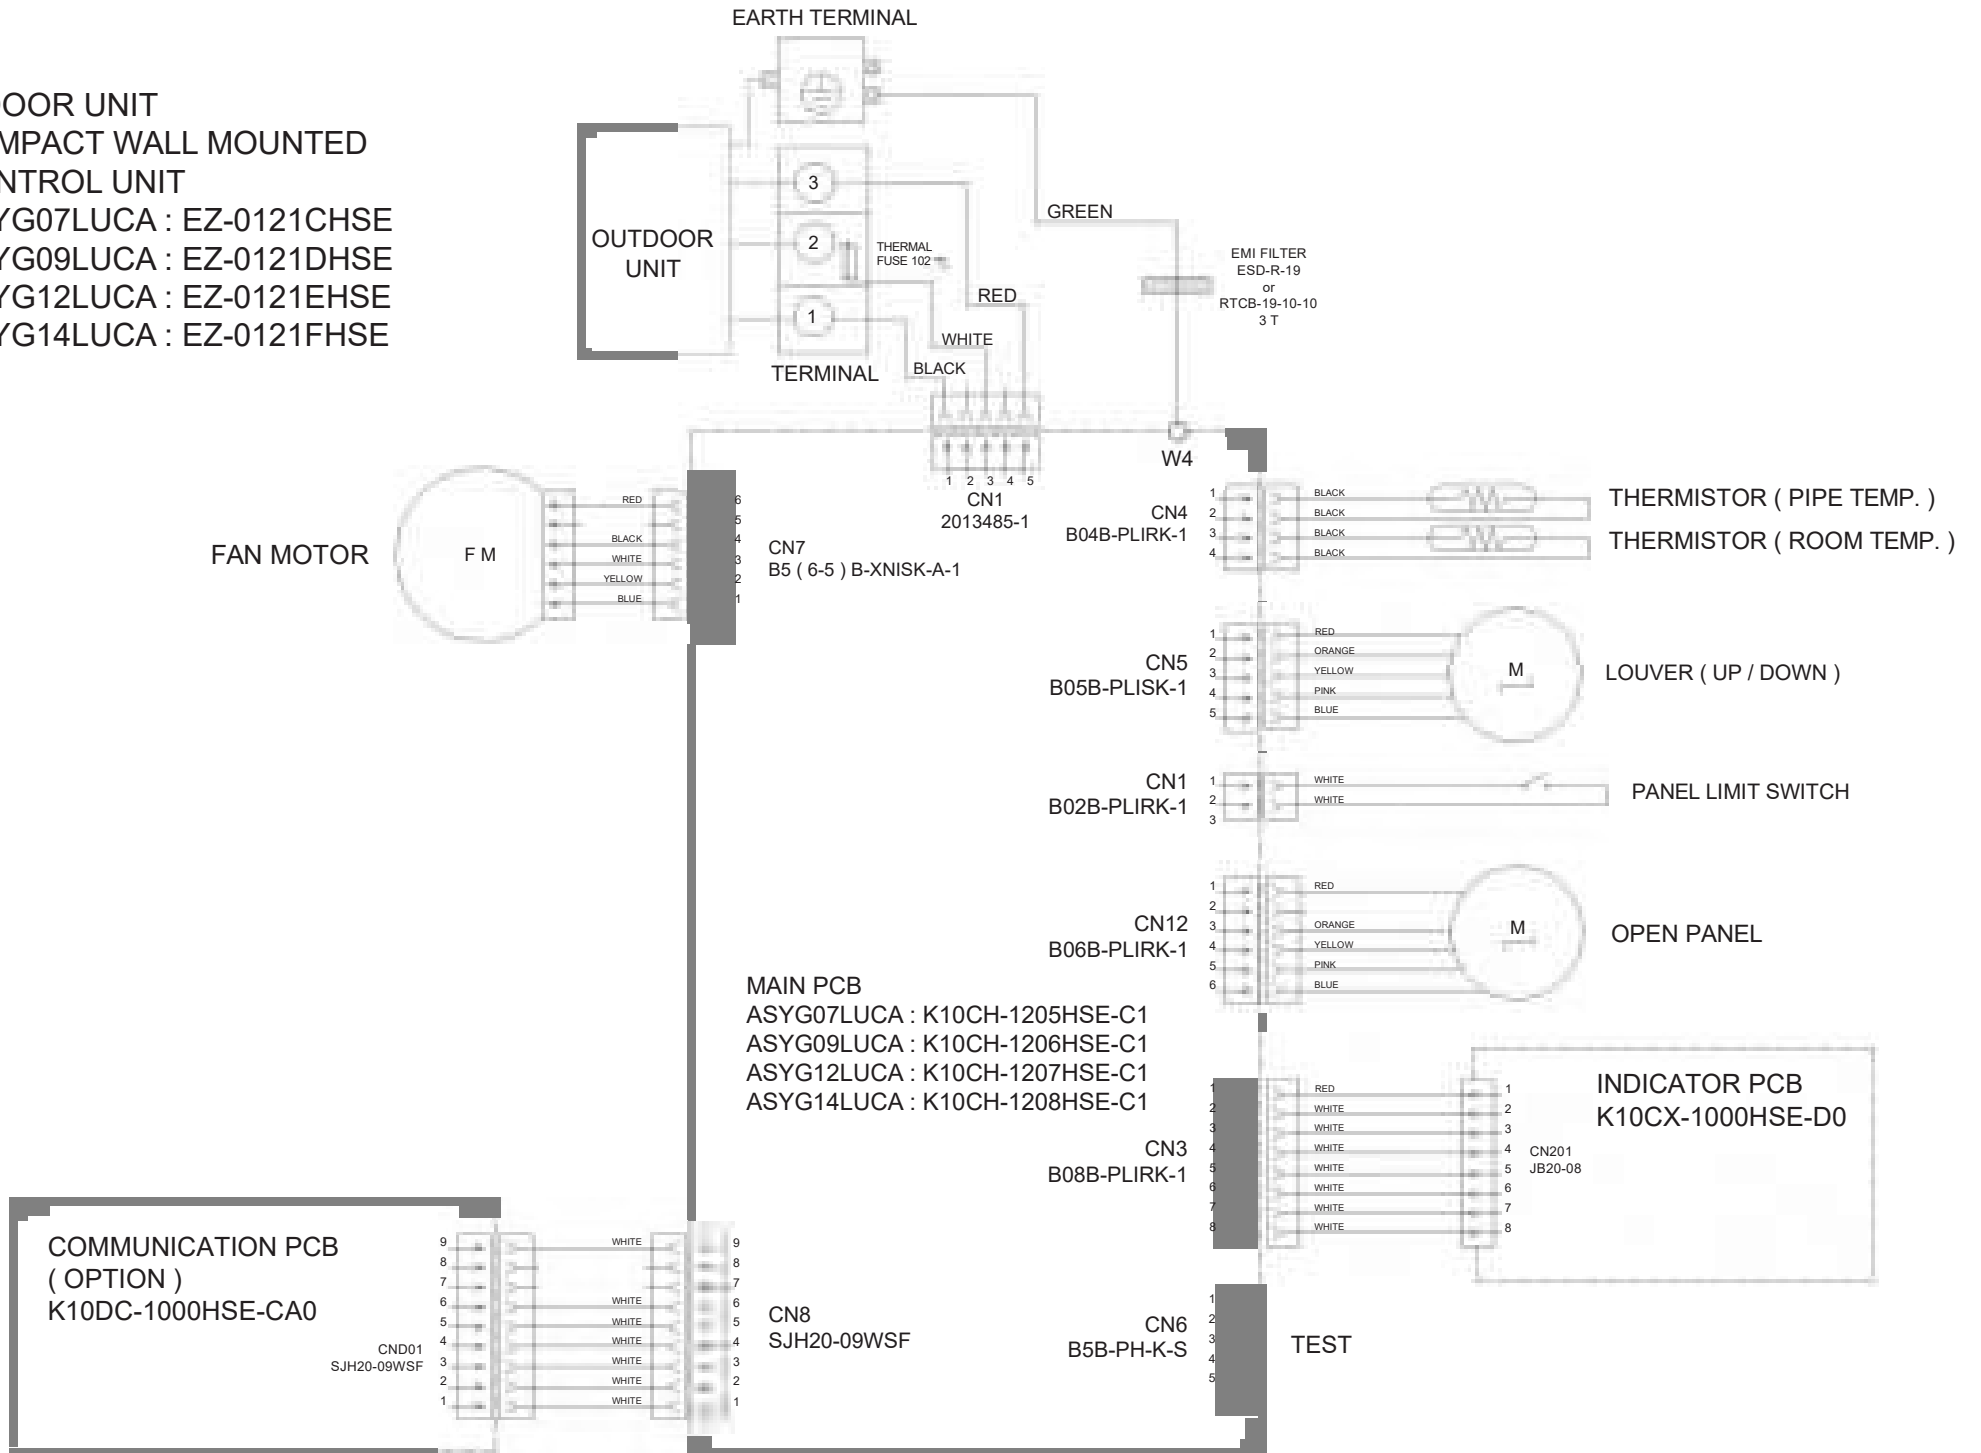 EARTH TERMINAL
OOR UNIT
MPACT WALL MOUNTED
NTROL UNIT
YG07LUCA : EZ-0121CHSE
YG09LUCA : EZ-0121DHSE
YG12LUCA : EZ-0121EHSE
YG14LUCA : EZ-0121FHSE
OUTDOOR
UNIT
3
2
1
THERMAL
FUSE 102
TERMINAL
RED
WHITE
BLACK
GREEN
EMI FILTER
ESD-R-19
or
RTCB-19-10-10
3 T
W4
1 2 3 4 5
CN1
2013485-1
FAN MOTOR
F M
RED
BLACK
WHITE
YELLOW
BLUE
6
5
4
3
2
1
CN7
B5 ( 6-5 ) B-XNISK-A-1
CN4
B04B-PLIRK-1
1
2
3
4
BLACK
BLACK
BLACK
BLACK
THERMISTOR ( PIPE TEMP. )
THERMISTOR ( ROOM TEMP. )
CN5
B05B-PLISK-1
1
2
3
4
5
RED
ORANGE
YELLOW
PINK
BLUE
M
LOUVER ( UP / DOWN )
CN1
B02B-PLIRK-1
1
2
3
WHITE
WHITE
PANEL LIMIT SWITCH
CN12
B06B-PLIRK-1
1
2
3
4
5
6
RED
ORANGE
YELLOW
PINK
BLUE
M
OPEN PANEL
MAIN PCB
ASYG07LUCA : K10CH-1205HSE-C1
ASYG09LUCA : K10CH-1206HSE-C1
ASYG12LUCA : K10CH-1207HSE-C1
ASYG14LUCA : K10CH-1208HSE-C1
CN3
B08B-PLIRK-1
1
2
3
4
5
6
7
8
RED
WHITE
WHITE
WHITE
WHITE
WHITE
WHITE
WHITE
1
2
3
4
5
6
7
8
CN201
JB20-08
INDICATOR PCB
K10CX-1000HSE-D0
COMMUNICATION PCB
( OPTION )
K10DC-1000HSE-CA0
CND01
SJH20-09WSF
9
8
7
6
5
4
3
2
1
WHITE
WHITE
WHITE
WHITE
WHITE
WHITE
WHITE
9
8
7
6
5
4
3
2
1
CN8
SJH20-09WSF
CN6
B5B-PH-K-S
1
2
3
4
5
TEST